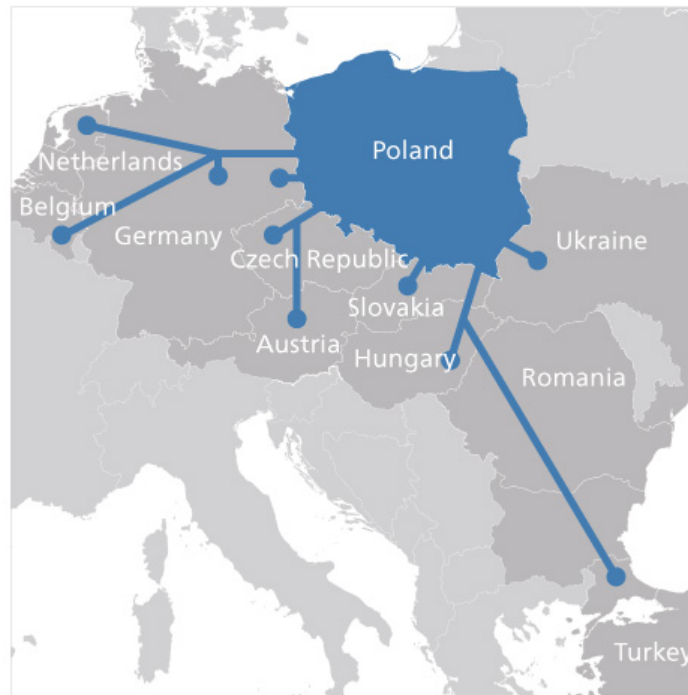 Poland
Netherlands
Belgium
Germany
Ukraine
Czech Republic
Slovakia
Austria
Hungary
Romania
Turkey